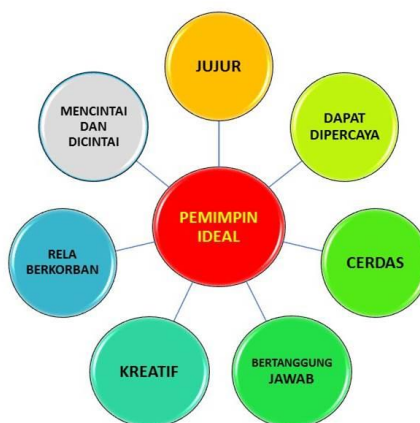 JUJUR
DAPAT
DIPERCAYA
CERDAS
BERTANGGUNG
JAWAB
KREATIF
RELA
BERKORBAN
MENCINTAI
DAN
DICINTAI
PEMIMPIN
IDEAL